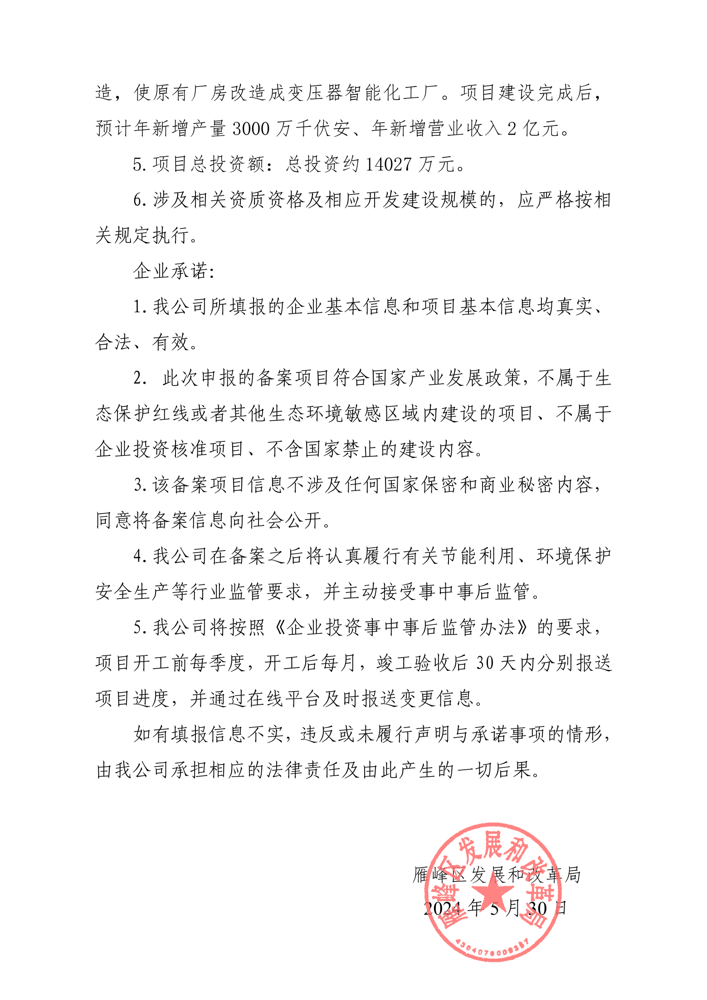 造，使原有厂房改造成变压器智能化工厂。项目建设完成后，
预计年新增产量 3000 万千伏安、年新增营业收入 2 亿元。
5.项目总投资额：总投资约 14027 万元。
6.涉及相关资质资格及相应开发建设规模的，应严格按相
关规定执行。
企业承诺:
1.我公司所填报的企业基本信息和项目基本信息均真实、
合法、有效。
2. 此次申报的备案项目符合国家产业发展政策，不属于生
态保护红线或者其他生态环境敏感区域内建设的项目、不属于
企业投资核准项目、不含国家禁止的建设内容。
3.该备案项目信息不涉及任何国家保密和商业秘密内容，
同意将备案信息向社会公开。
4.我公司在备案之后将认真履行有关节能利用、环境保护
安全生产等行业监管要求，并主动接受事中事后监管。
5.我公司将按照《企业投资事中事后监管办法》的要求，
项目开工前每季度，开工后每月，竣工验收后 30 天内分别报送
项目进度，并通过在线平台及时报送变更信息。
如有填报信息不实，违反或未履行声明与承诺事项的情形，
由我公司承担相应的法律责任及由此产生的一切后果。
雁峰区发展和改革局
2024 年 5 月 30 日
雁峰区发展和改革局